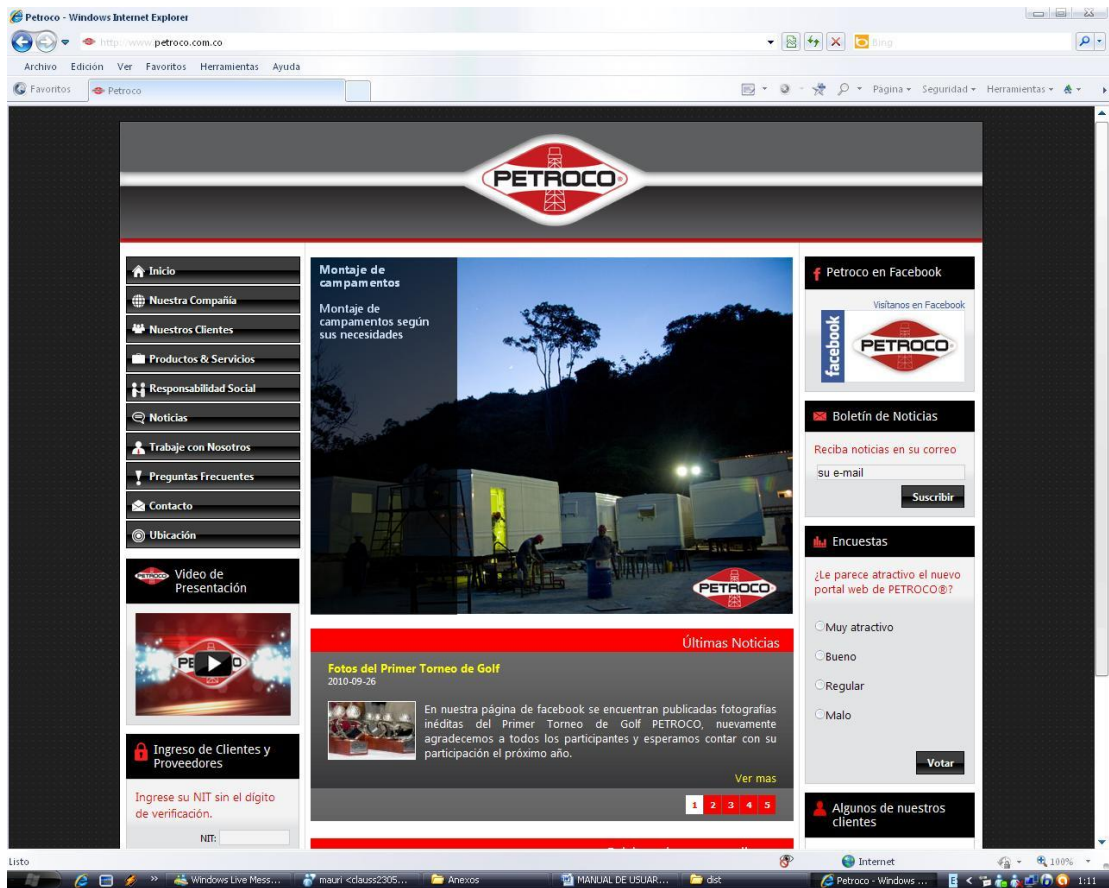 Petroco - Windows Internet Explorer
http://www.petroco.com.co
Bing
Archivo Edición Ver Favoritos Herramientas Ayuda
Favoritos
Petroco
Página Seguridad Herramientas
PETROCO®
Inicio
Nuestra Compañía
Nuestros Clientes
Productos & Servicios
Responsabilidad Social
Noticias
Trabaje con Nosotros
Preguntas Frecuentes
Contacto
Ubicación
Video de
Presentación
Ingreso de Clientes y
Proveedores
Ingrese su NIT sin el dígito
de verificación.
NIT:
Montaje de
campamentos
Montaje de
campamentos según
sus necesidades
PETROCO
Últimas Noticias
Fotos del Primer Torneo de Golf
2010-09-26
En nuestra página de facebook se encuentran publicadas fotografías
inéditas del Primer Torneo de Golf PETROCO, nuevamente
agradecemos a todos los participantes y esperamos contar con su
participación el próximo año.
Ver mas
1 2 3 4 5
Petroco en Facebook
Visítanos en Facebook
facebook
PETROCO
Boletín de Noticias
Reciba noticias en su correo
su e-mail
Suscribir
Encuestas
¿Le parece atractivo el nuevo
portal web de PETROCO®?
Muy atractivo
Bueno
Regular
Malo
Votar
Algunos de nuestros
clientes
Listo
Internet
100%
Windows Live Mess...
mauri <clauss2305...
Anexos
MANUAL DE USUAR...
dist
Petroco - Windows ...
1:11